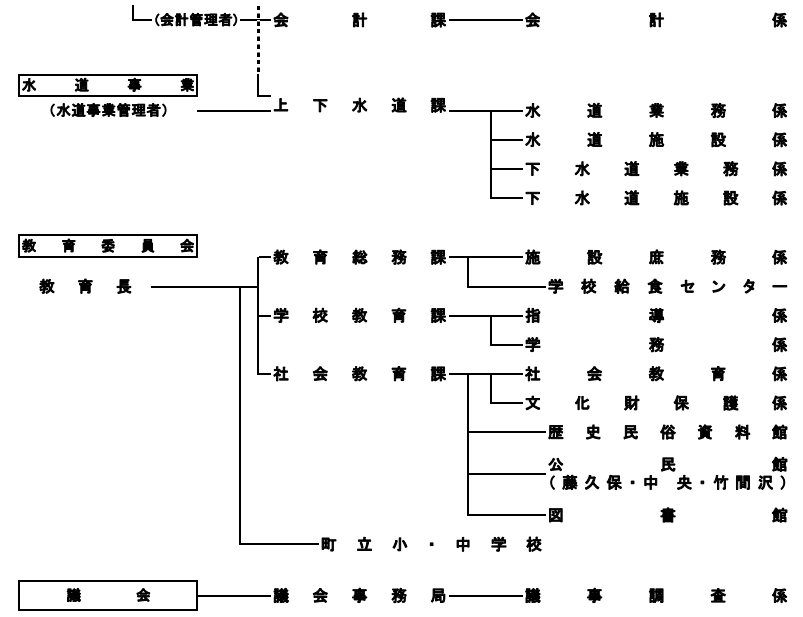 （会計管理者） 会計課 会計係
水道事業
（水道事業管理者） 上下水道課 水道業務係
水道施設係
下水道業務係
下水道施設係
教育委員会 教育総務課 施設庶務係
教育長 学校給食センター
学校教育課 指導係
学務係
社会教育課 社会教育係
文化財保護係
歴史民俗資料館
公民館
（藤久保・中央・竹間沢）
図書館
町立小・中学校
議会 議会事務局 議事調査係